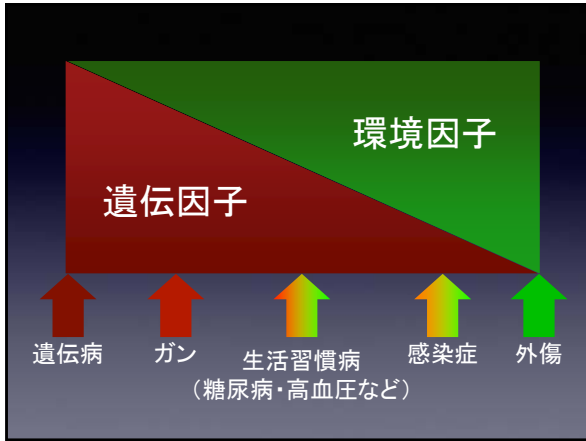 環境因子
遺伝因子
遺伝病
ガン
生活習慣病
（糖尿病・高血圧など）
感染症
外傷